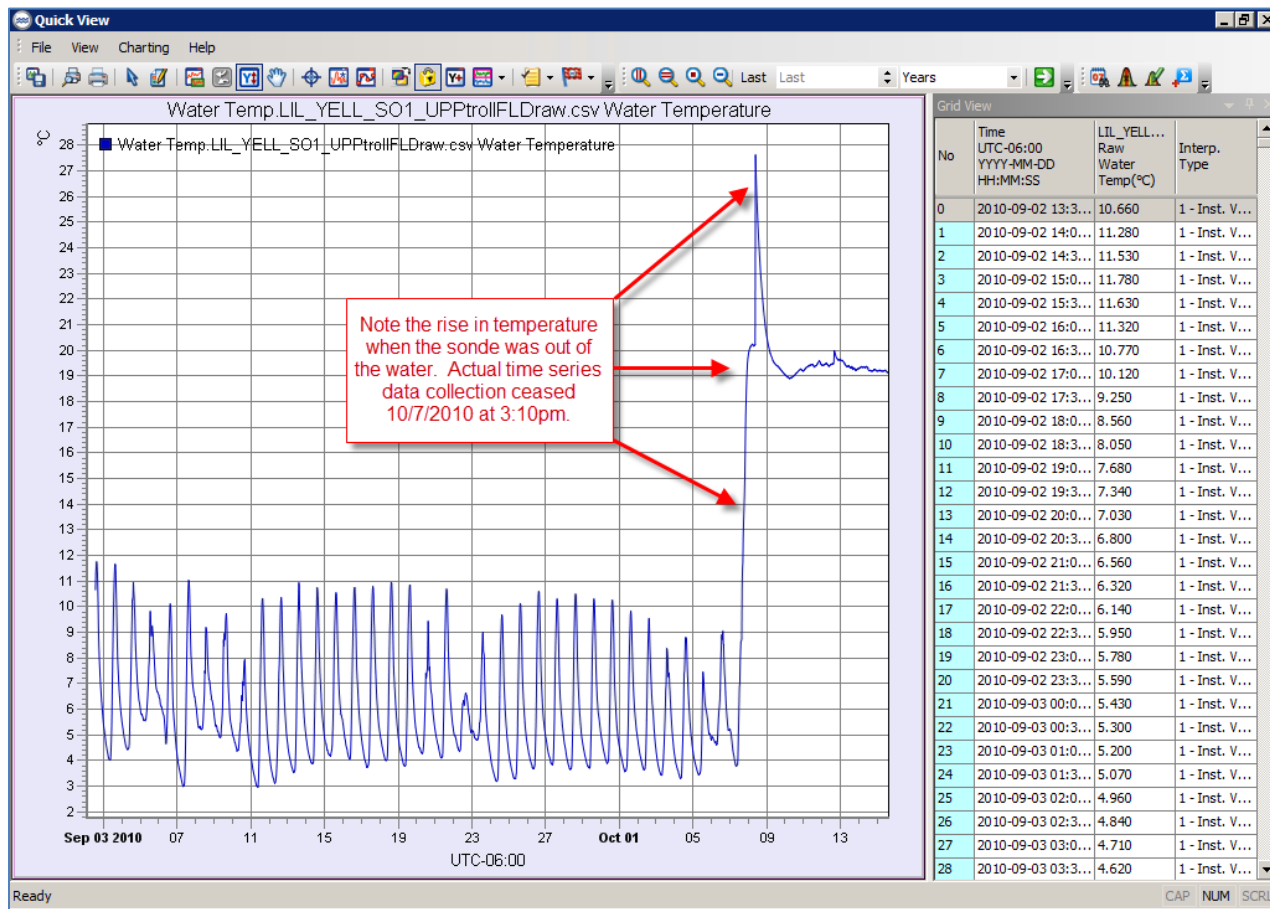 Quick View
File View Charting Help
Last Last Years
Water Temp.LIL_YELL_SO1_UPPtrollFLDraw.csv Water Temperature
°C
Water Temp.LIL_YELL_SO1_UPPtrollFLDraw.csv Water Temperature
28
27
26
25
24
23
22
21
20
19
18
17
16
15
14
13
12
11
10
9
8
7
6
5
4
3
2
Note the rise in temperature
when the sonde was out of
the water. Actual time series
data collection ceased
10/7/2010 at 3:10pm.
Sep 03 2010 07 11 15 19 23 27 Oct 01 05 09 13
UTC-06:00
Grid View
No
Time
UTC-06:00
YYYY-MM-DD
HH:MM:SS
LIL_YELL...
Raw
Water
Temp(°C)
Interp.
Type
0 2010-09-02 13:3... 10.660 1 - Inst. V...
1 2010-09-02 14:0... 11.280 1 - Inst. V...
2 2010-09-02 14:3... 11.530 1 - Inst. V...
3 2010-09-02 15:0... 11.780 1 - Inst. V...
4 2010-09-02 15:3... 11.630 1 - Inst. V...
5 2010-09-02 16:0... 11.320 1 - Inst. V...
6 2010-09-02 16:3... 10.770 1 - Inst. V...
7 2010-09-02 17:0... 10.120 1 - Inst. V...
8 2010-09-02 17:3... 9.250 1 - Inst. V...
9 2010-09-02 18:0... 8.560 1 - Inst. V...
10 2010-09-02 18:3... 8.050 1 - Inst. V...
11 2010-09-02 19:0... 7.680 1 - Inst. V...
12 2010-09-02 19:3... 7.340 1 - Inst. V...
13 2010-09-02 20:0... 7.030 1 - Inst. V...
14 2010-09-02 20:3... 6.800 1 - Inst. V...
15 2010-09-02 21:0... 6.560 1 - Inst. V...
16 2010-09-02 21:3... 6.320 1 - Inst. V...
17 2010-09-02 22:0... 6.140 1 - Inst. V...
18 2010-09-02 22:3... 5.950 1 - Inst. V...
19 2010-09-02 23:0... 5.780 1 - Inst. V...
20 2010-09-02 23:3... 5.590 1 - Inst. V...
21 2010-09-03 00:0... 5.430 1 - Inst. V...
22 2010-09-03 00:3... 5.300 1 - Inst. V...
23 2010-09-03 01:0... 5.200 1 - Inst. V...
24 2010-09-03 01:3... 5.070 1 - Inst. V...
25 2010-09-03 02:0... 4.960 1 - Inst. V...
26 2010-09-03 02:3... 4.840 1 - Inst. V...
27 2010-09-03 03:0... 4.710 1 - Inst. V...
28 2010-09-03 03:3... 4.620 1 - Inst. V...
Ready
CAP NUM SCRL